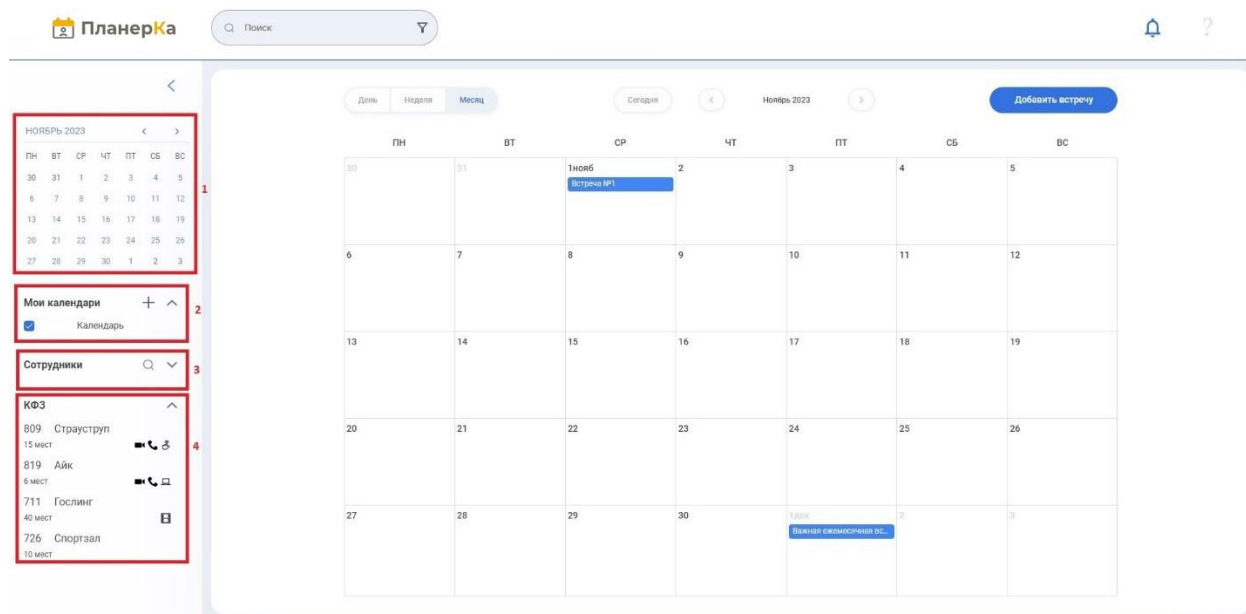 ПланерКа
Поиск
?
День Неделя Месяц
Сегодня
Ноябрь 2023
Добавить встречу
НОЯБРЬ 2023
ПН ВТ СР ЧТ ПТ СБ ВС
30 31 1 2 3 4 5
6 7 8 9 10 11 12
13 14 15 16 17 18 19
20 21 22 23 24 25 26
27 28 29 30 1 2 3
1
Мои календари
Календарь
2
Сотрудники
3
КФЗ
809 Страуструп
15 мест
819 Айк
6 мест
711 Гослинг
40 мест
726 Спортзал
10 мест
4
ПН ВТ СР ЧТ ПТ СБ ВС
30 31 1нояб 2 3 4 5
Встреча №1
6 7 8 9 10 11 12
13 14 15 16 17 18 19
20 21 22 23 24 25 26
27 28 29 30 1дек 2 3
Важная ежемесячная вс...